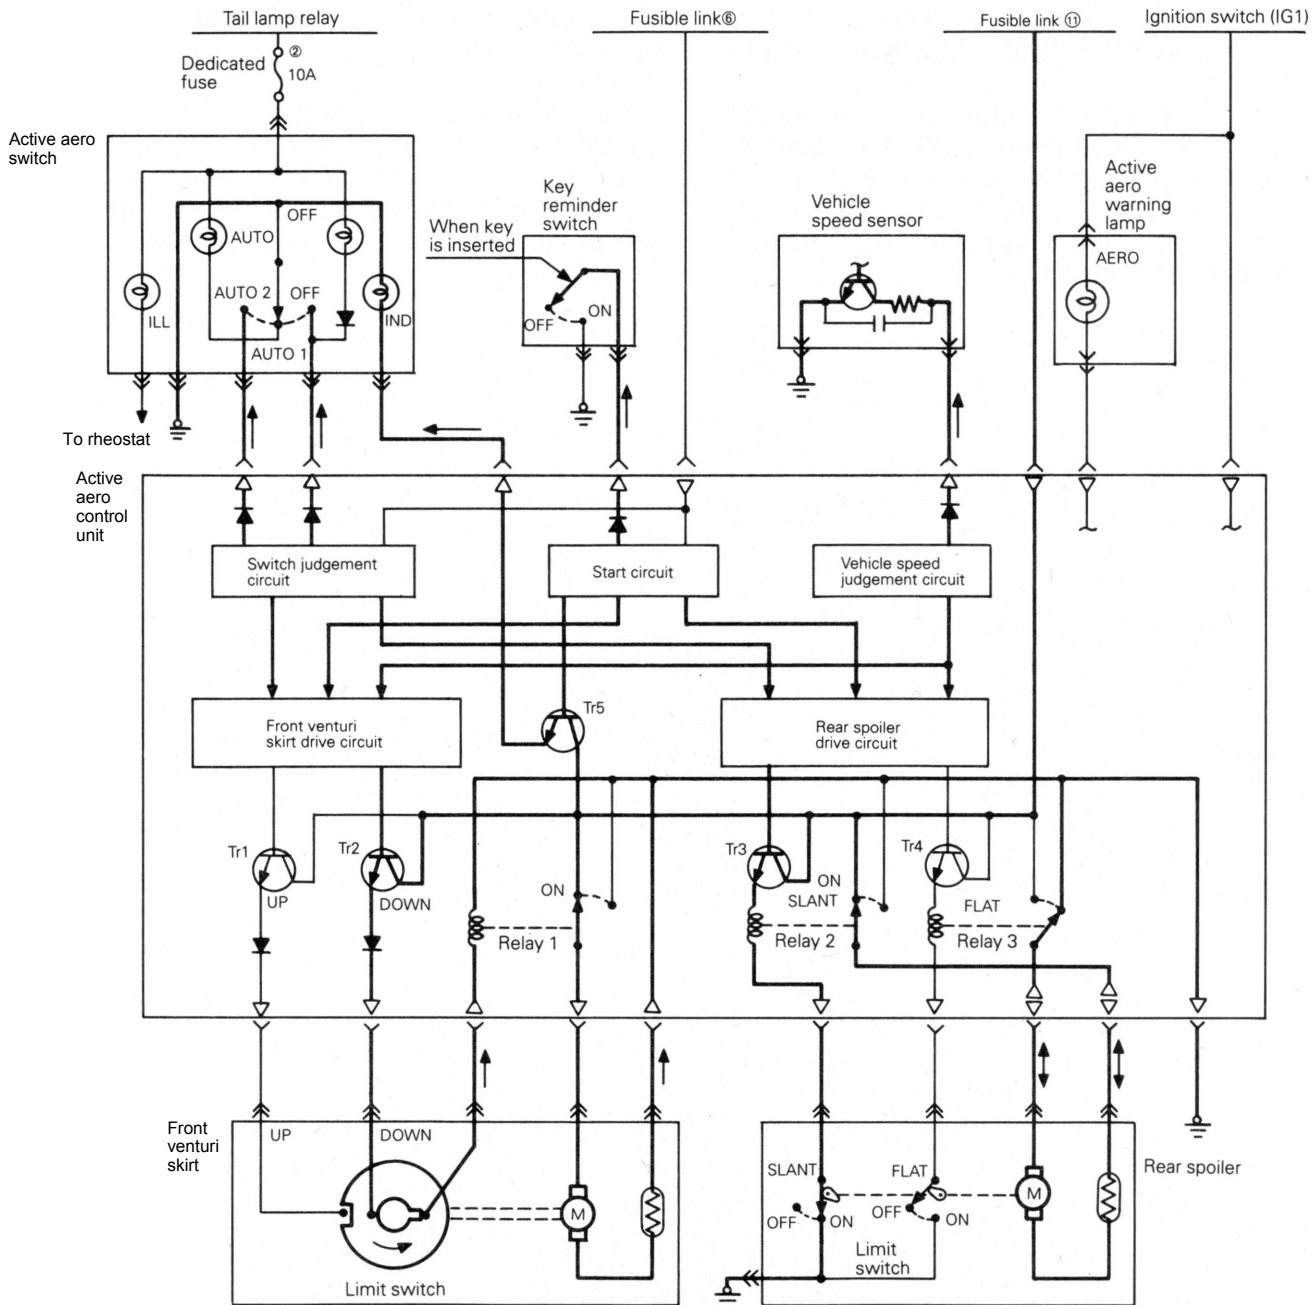 Tail lamp relay
Fusible link⑥
Fusible link ⑪
Ignition switch (IG1)
Dedicated
fuse
②
10A
Active aero
switch
OFF
AUTO
AUTO 2
OFF
ILL
IND
AUTO 1
To rheostat
Key
reminder
switch
When key
is inserted
OFF
ON
Vehicle
speed sensor
Active
aero
warning
lamp
AERO
Active
aero
control
unit
Switch judgement
circuit
Start circuit
Vehicle speed
judgement circuit
Front venturi
skirt drive circuit
Tr5
Rear spoiler
drive circuit
Tr1
UP
Tr2
DOWN
ON
Relay 1
Tr3
ON
SLANT
Relay 2
Tr4
FLAT
Relay 3
Front
venturi
skirt
UP
DOWN
M
Limit switch
SLANT
OFF
ON
FLAT
OFF
ON
Limit
switch
M
Rear spoiler